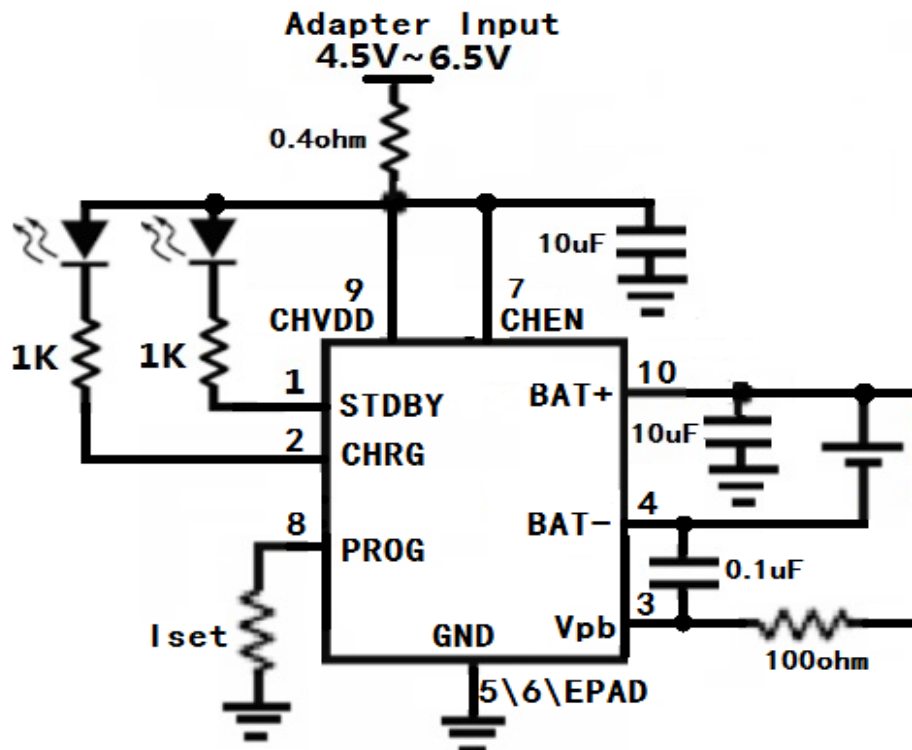 Adapter Input
4.5V~6.5V
0.4ohm
10uF
9
7
CHVDD
CHEN
1K
1K
1
STDBY
BAT+
10
2
CHRG
10uF
8
PROG
BAT-
4
0.1uF
Iset
GND
Vpb
3
100ohm
5\6\EPAD